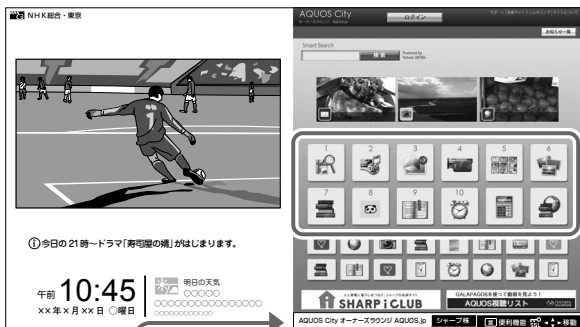 NHK総合・東京
今日の21時～ドラマ「寿司屋の娘」がはじまります。
午前 10:45
××年×月××日 ○曜日
明日の天気
○○○○○
○○○○○○○○○○○○○○○
○○○○○○○○○○○○
AQUOS City
オーナーズラウンジ AQUOS.jp
ログイン
お知らせ一覧
Smart Search
検索
Powered by
Yahoo! JAPAN
1 2 3 4 5 6
7 8 9 10
SHARP i CLUB
GALAPAGOSを使って動画を見よう！
AQUOS視聴リスト
AQUOS City オーナーズラウンジ AQUOS.jp
シャープ株
便利機能
移動